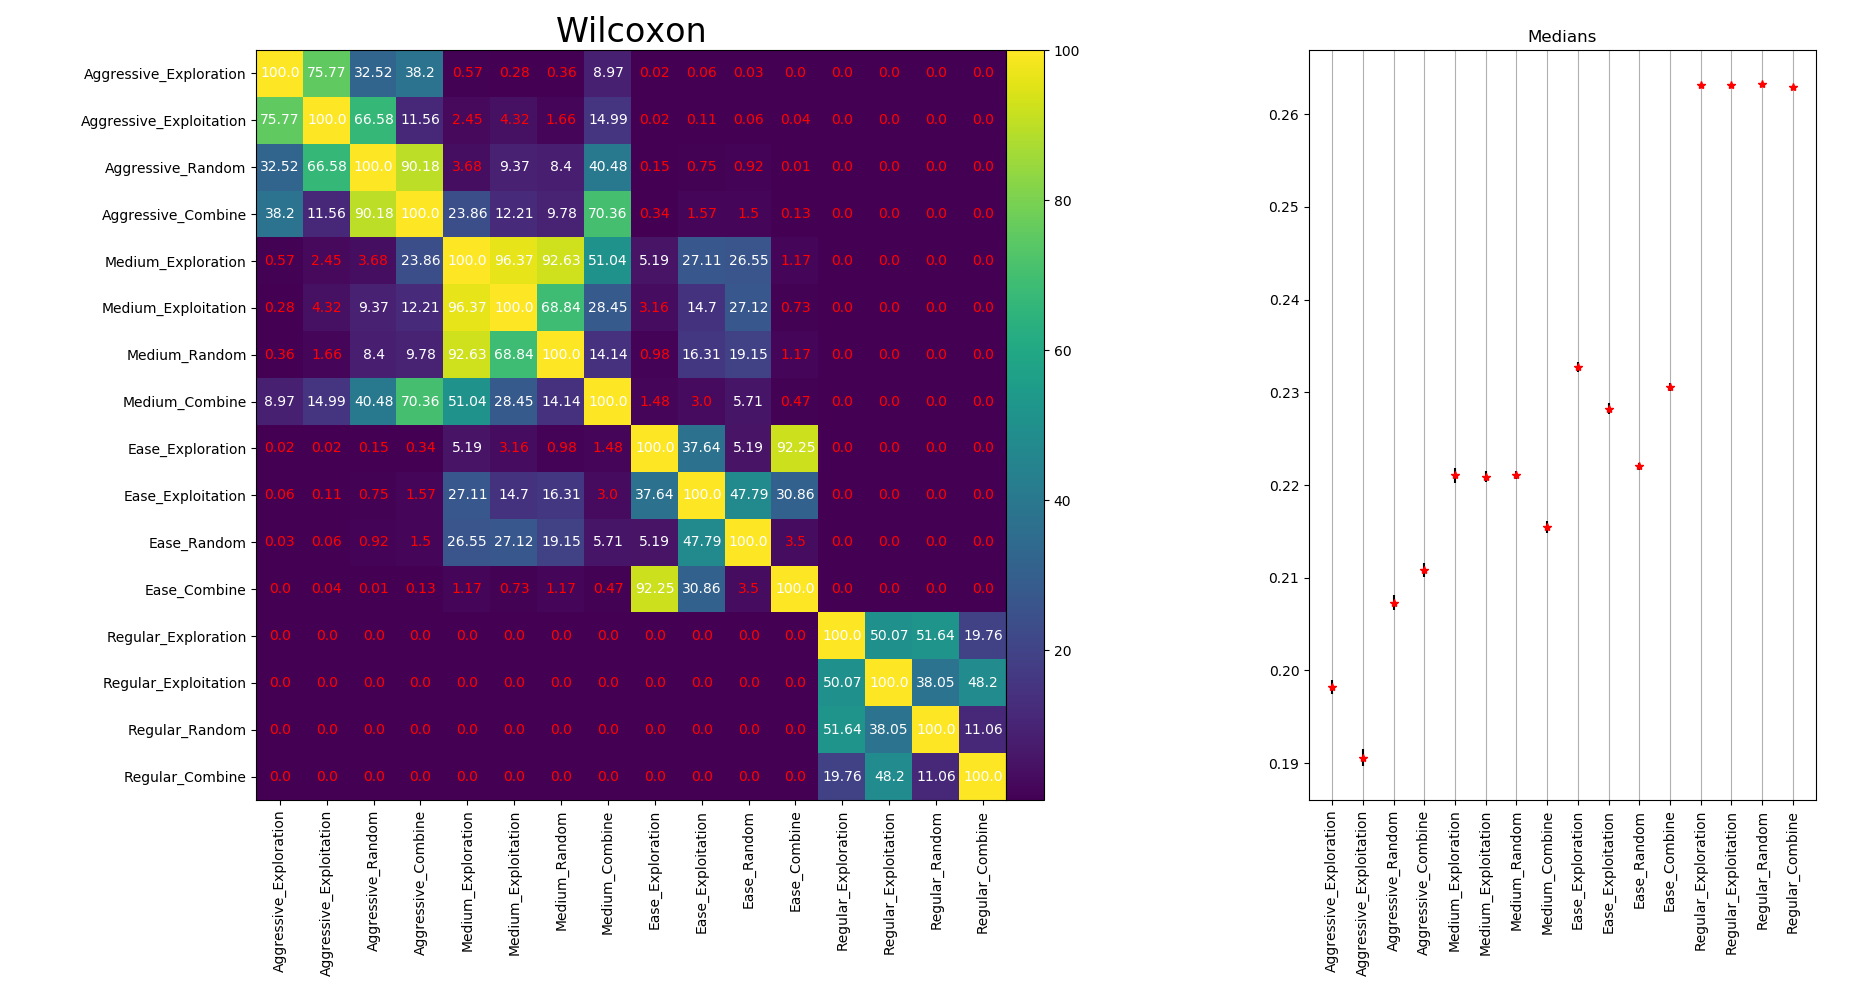 Wilcoxon
Aggressive_Exploration 100.0 75.77 32.52 38.2 0.57 0.28 0.36 8.97 0.02 0.06 0.03 0.0 0.0 0.0 0.0 0.0
Aggressive_Exploitation 75.77 100.0 66.58 11.56 2.45 4.32 1.66 14.99 0.02 0.11 0.06 0.04 0.0 0.0 0.0 0.0
Aggressive_Random 32.52 66.58 100.0 90.18 3.68 9.37 8.4 40.48 0.15 0.75 0.92 0.01 0.0 0.0 0.0 0.0
Aggressive_Combine 38.2 11.56 90.18 100.0 23.86 12.21 9.78 70.36 0.34 1.57 1.5 0.13 0.0 0.0 0.0 0.0
Medium_Exploration 0.57 2.45 3.68 23.86 100.0 96.37 92.63 51.04 5.19 27.11 26.55 1.17 0.0 0.0 0.0 0.0
Medium_Exploitation 0.28 4.32 9.37 12.21 96.37 100.0 68.84 28.45 3.16 14.7 27.12 0.73 0.0 0.0 0.0 0.0
Medium_Random 0.36 1.66 8.4 9.78 92.63 68.84 100.0 14.14 0.98 16.31 19.15 1.17 0.0 0.0 0.0 0.0
Medium_Combine 8.97 14.99 40.48 70.36 51.04 28.45 14.14 100.0 1.48 3.0 5.71 0.47 0.0 0.0 0.0 0.0
Ease_Exploration 0.02 0.02 0.15 0.34 5.19 3.16 0.98 1.48 100.0 37.64 5.19 92.25 0.0 0.0 0.0 0.0
Ease_Exploitation 0.06 0.11 0.75 1.57 27.11 14.7 16.31 3.0 37.64 100.0 47.79 30.86 0.0 0.0 0.0 0.0
Ease_Random 0.03 0.06 0.92 1.5 26.55 27.12 19.15 5.71 5.19 47.79 100.0 3.5 0.0 0.0 0.0 0.0
Ease_Combine 0.0 0.04 0.01 0.13 1.17 0.73 1.17 0.47 92.25 30.86 3.5 100.0 0.0 0.0 0.0 0.0
Regular_Exploration 0.0 0.0 0.0 0.0 0.0 0.0 0.0 0.0 0.0 0.0 0.0 0.0 100.0 50.07 51.64 19.76
Regular_Exploitation 0.0 0.0 0.0 0.0 0.0 0.0 0.0 0.0 0.0 0.0 0.0 0.0 50.07 100.0 38.05 48.2
Regular_Random 0.0 0.0 0.0 0.0 0.0 0.0 0.0 0.0 0.0 0.0 0.0 0.0 51.64 38.05 100.0 11.06
Regular_Combine 0.0 0.0 0.0 0.0 0.0 0.0 0.0 0.0 0.0 0.0 0.0 0.0 19.76 48.2 11.06 100.0
Aggressive_Exploration
Aggressive_Exploitation
Aggressive_Random
Aggressive_Combine
Medium_Exploration
Medium_Exploitation
Medium_Random
Medium_Combine
Ease_Exploration
Ease_Exploitation
Ease_Random
Ease_Combine
Regular_Exploration
Regular_Exploitation
Regular_Random
Regular_Combine
100
80
60
40
20
Medians
0.26
0.25
0.24
0.23
0.22
0.21
0.20
0.19
Aggressive_Exploration
Aggressive_Exploitation
Aggressive_Random
Aggressive_Combine
Medium_Exploration
Medium_Exploitation
Medium_Random
Medium_Combine
Ease_Exploration
Ease_Exploitation
Ease_Random
Ease_Combine
Regular_Exploration
Regular_Exploitation
Regular_Random
Regular_Combine